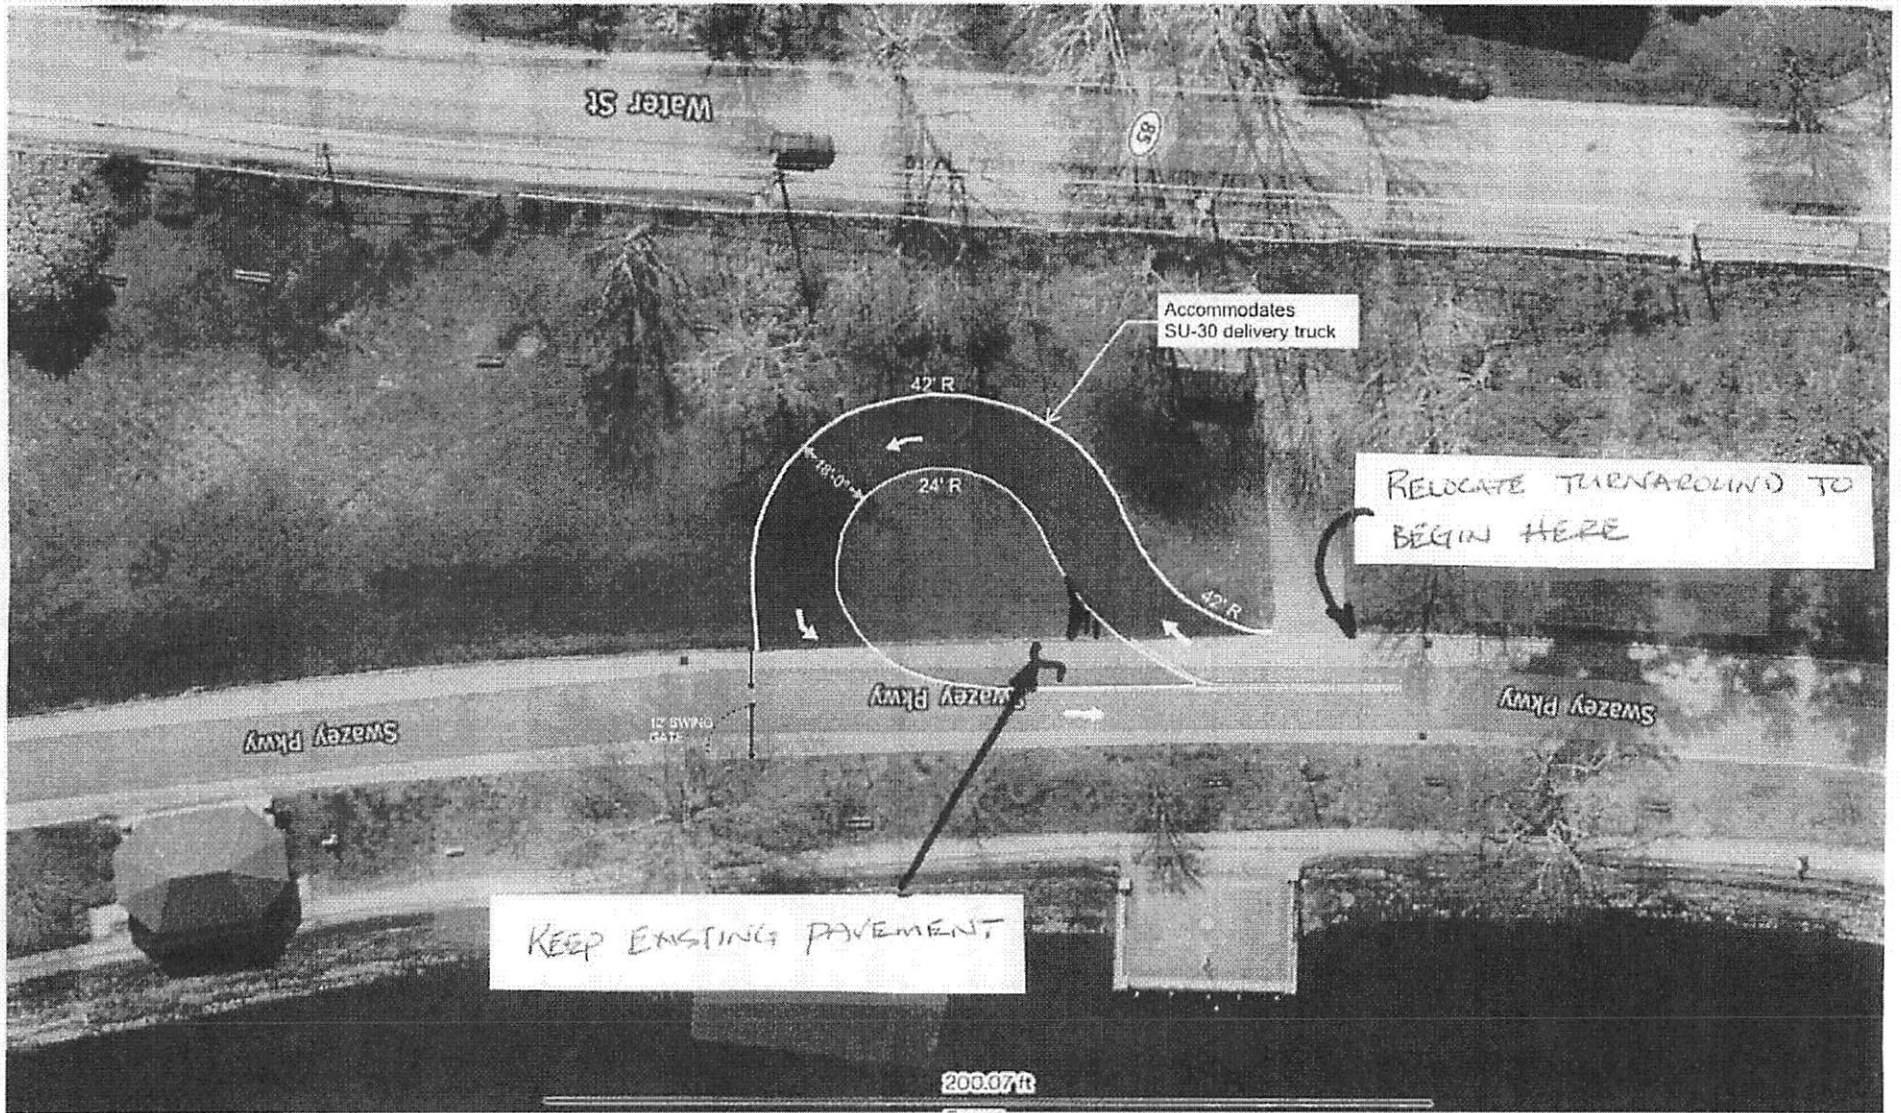 Water St
85
Accommodates
SU-30 delivery truck
42' R
18'-0"
24' R
RELOCATE TURNAROUND TO
BEGIN HERE
42' R
Swazey Pkwy
Swazey Pkwy
Swazey Pkwy
12' SWING
GATE
KEEP EXISTING PAVEMENT
200.07 ft